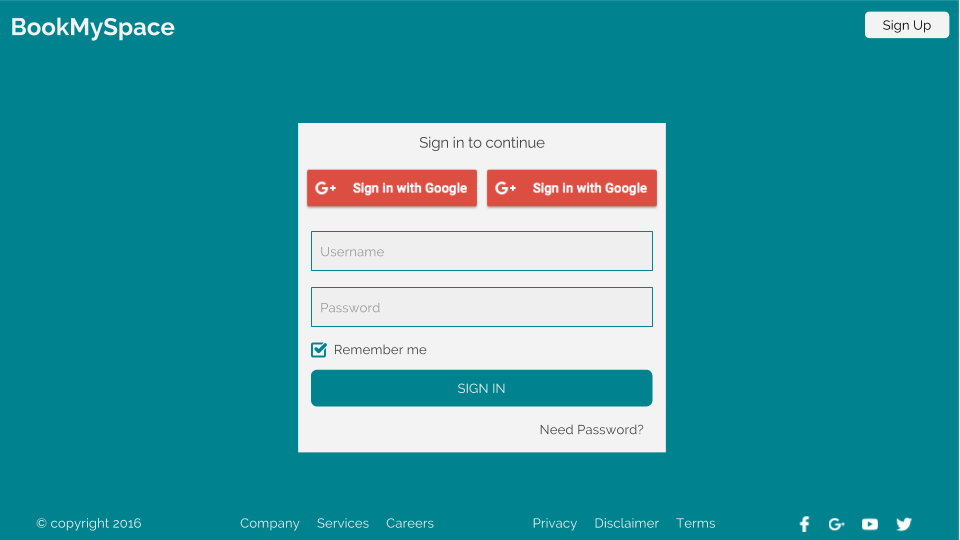 BookMySpace
Sign Up
Sign in to continue
G+ Sign in with Google
G+ Sign in with Google
Username
Password
Remember me
SIGN IN
Need Password?
© copyright 2016 Company Services Careers Privacy Disclaimer Terms